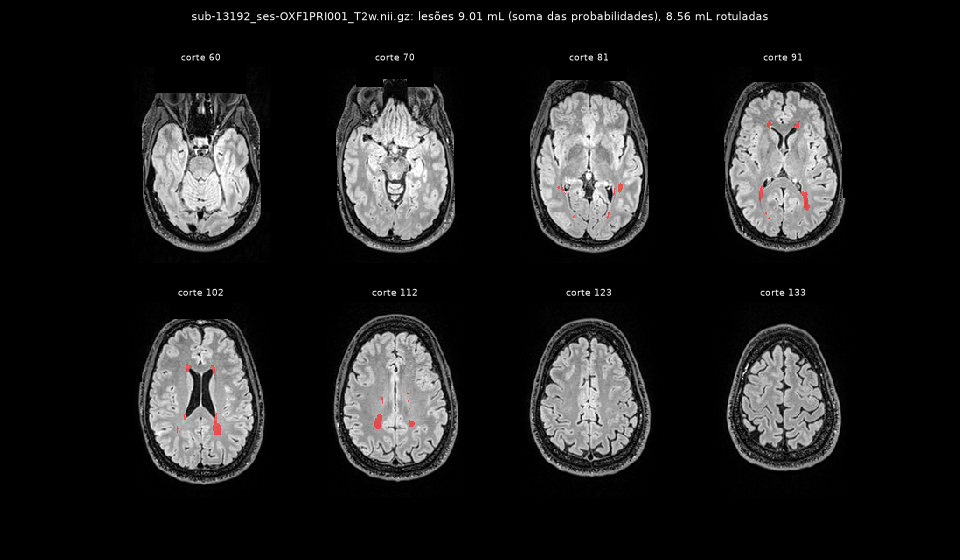 sub-13192_ses-OXF1PRI001_T2w.nii.gz: lesões 9.01 mL (soma das probabilidades), 8.56 mL rotuladas
corte 60
corte 70
corte 81
corte 91
corte 102
corte 112
corte 123
corte 133